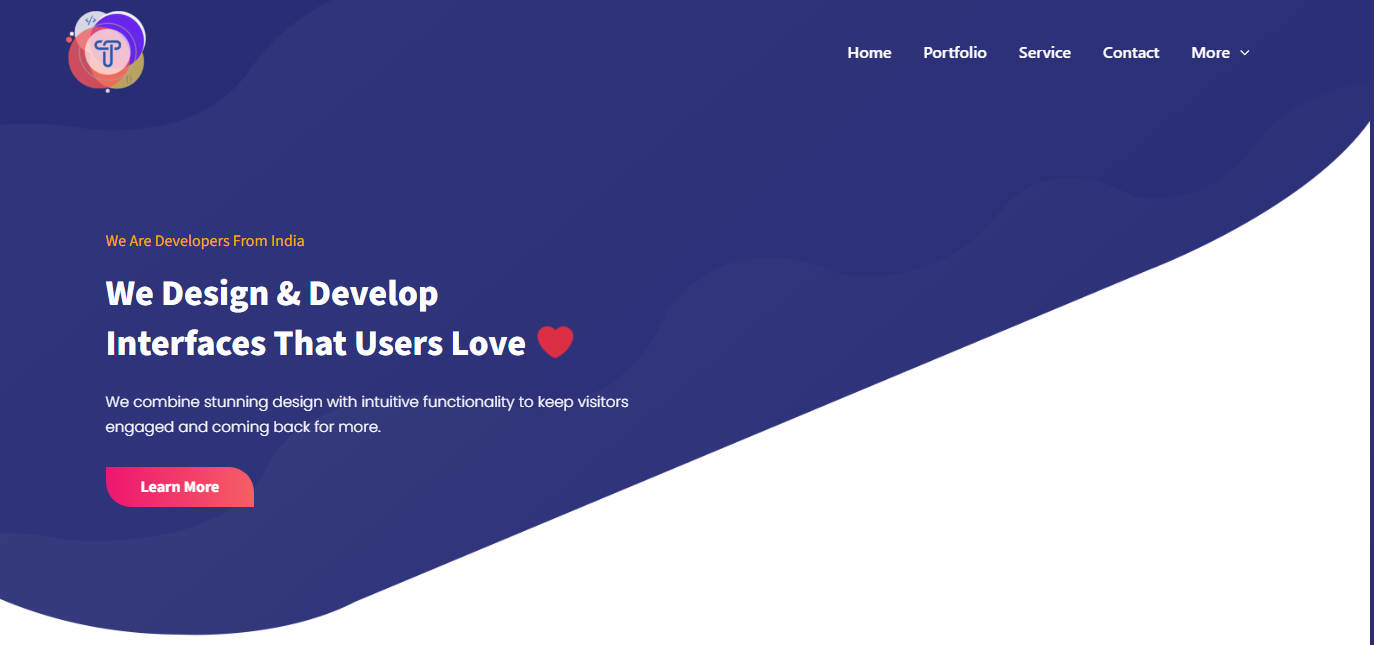 Home Portfolio Service Contact More
We Are Developers From India
We Design & Develop
Interfaces That Users Love
We combine stunning design with intuitive functionality to keep visitors
engaged and coming back for more.
Learn More